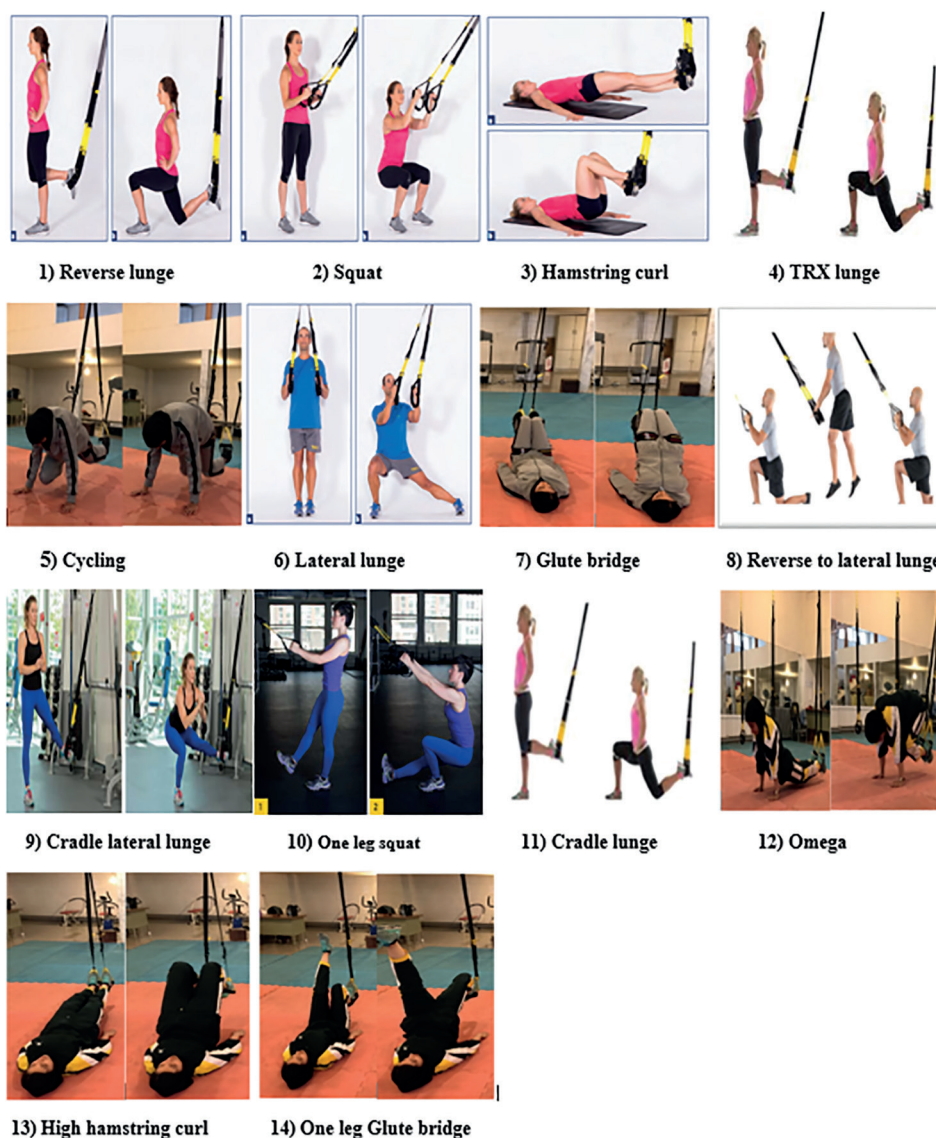 1) Reverse lunge
2) Squat
3) Hamstring curl
4) TRX lunge
5) Cycling
6) Lateral lunge
7) Glute bridge
8) Reverse to lateral lunge
9) Cradle lateral lunge
1
2
10) One leg squat
11) Cradle lunge
12) Omega
13) High hamstring curl
14) One leg Glute bridge